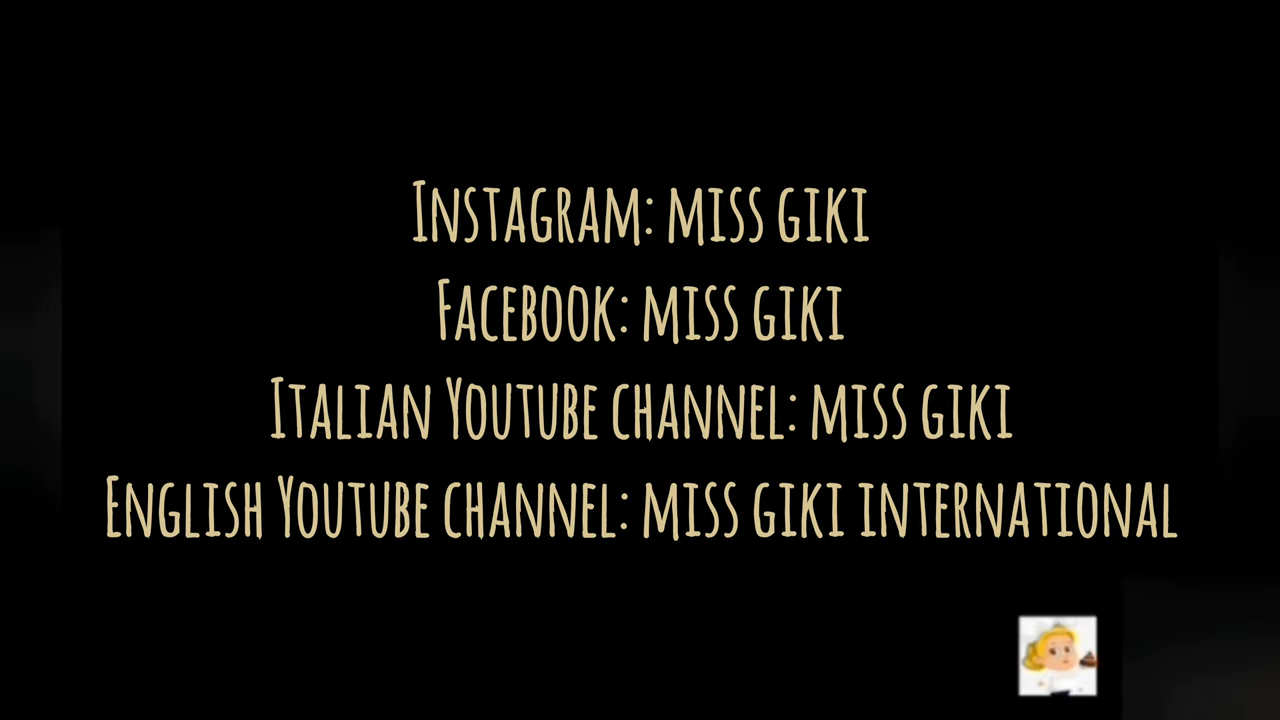 Instagram: miss giki
Facebook: miss giki
Italian Youtube channel: miss giki
English Youtube channel: miss giki international